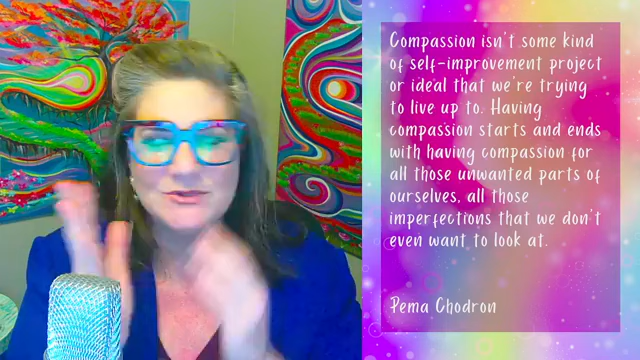 Compassion isn't some kind
of self-improvement project
or ideal that we're trying
to live up to. Having
compassion starts and ends
with having compassion for
all those unwanted parts of
ourselves, all those
imperfections that we don't
even want to look at.
Pema Chodron